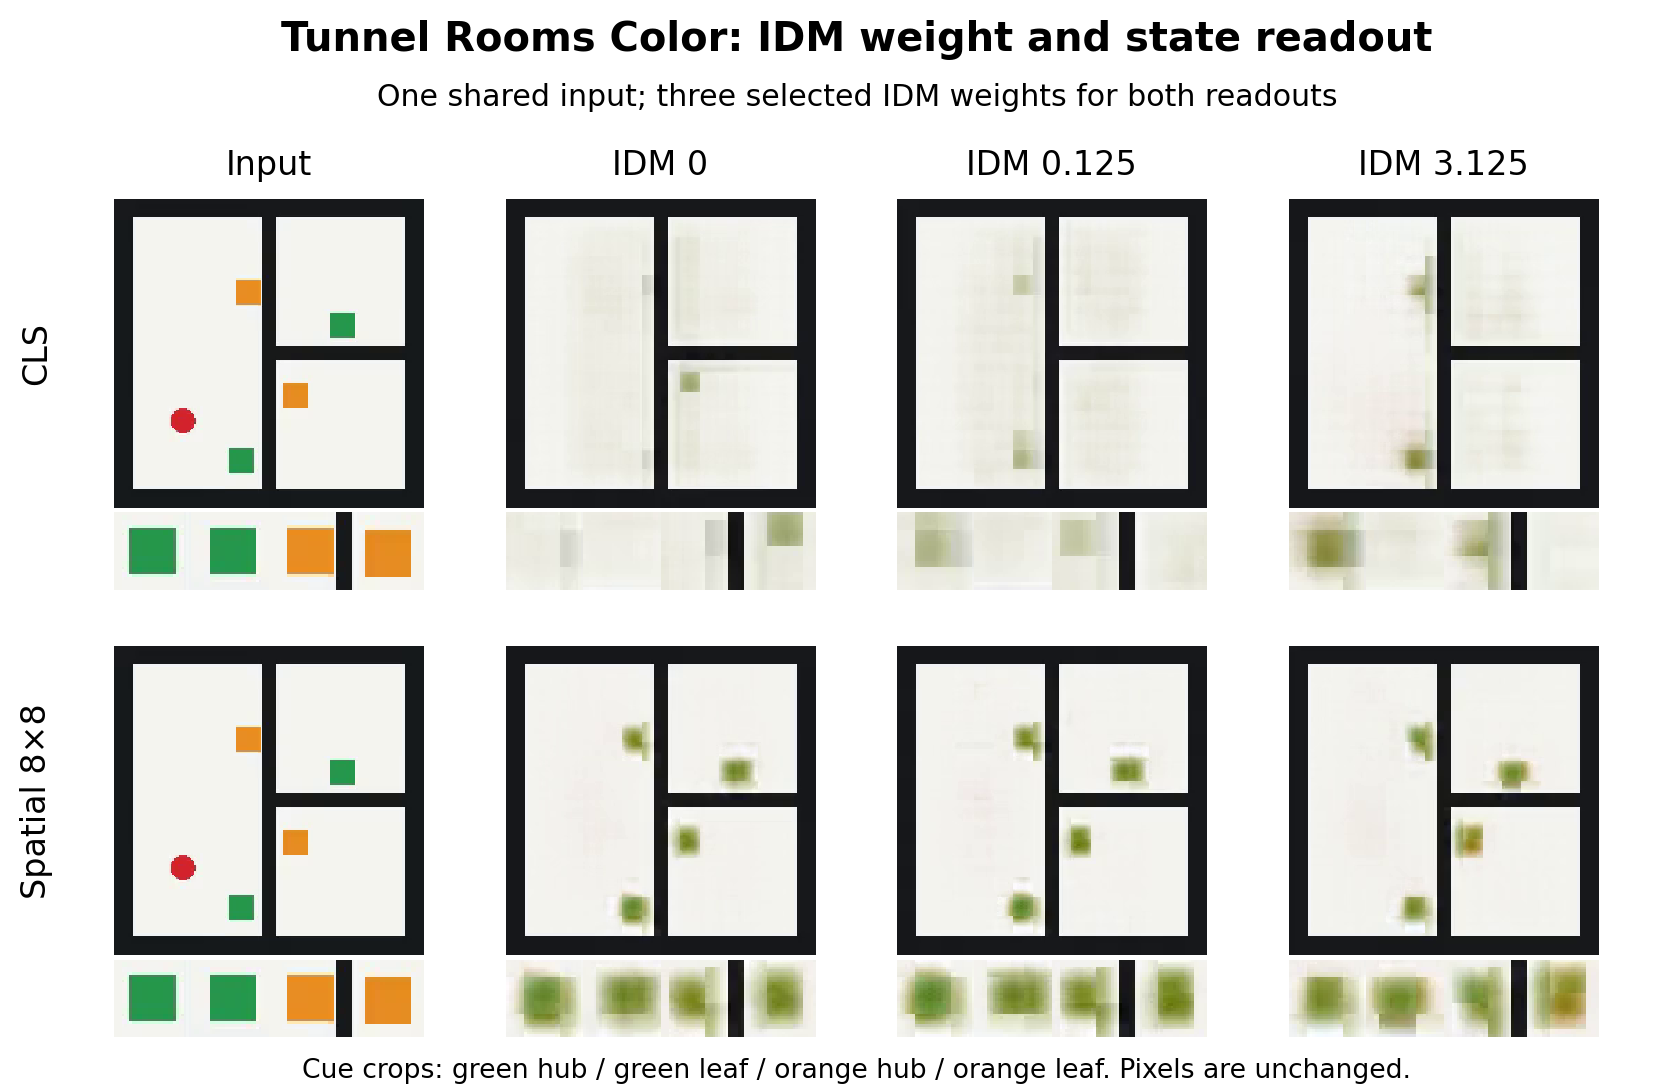 Tunnel Rooms Color: IDM weight and state readout
One shared input; three selected IDM weights for both readouts
Input
IDM 0
IDM 0.125
IDM 3.125
CLS
Spatial 8×8
Cue crops: green hub / green leaf / orange hub / orange leaf. Pixels are unchanged.